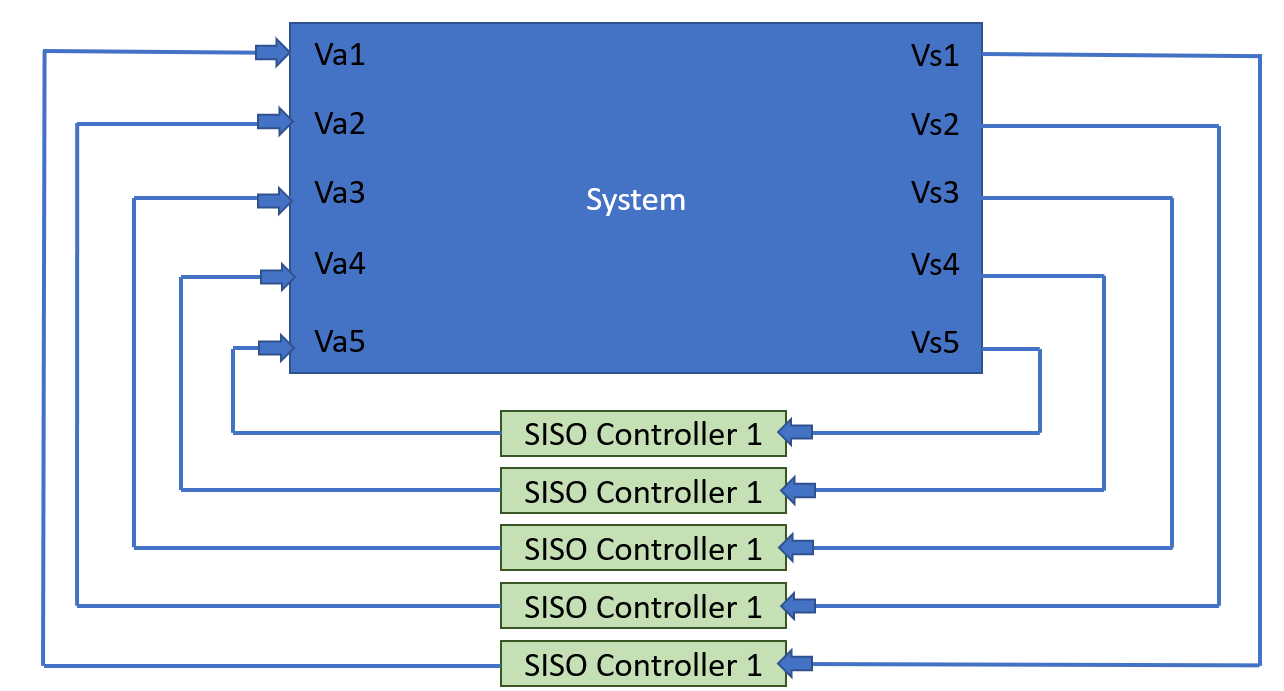 Va1
Vs1
Va2
Vs2
Va3
Vs3
System
Va4
Vs4
Va5
Vs5
SISO Controller 1
SISO Controller 1
SISO Controller 1
SISO Controller 1
SISO Controller 1